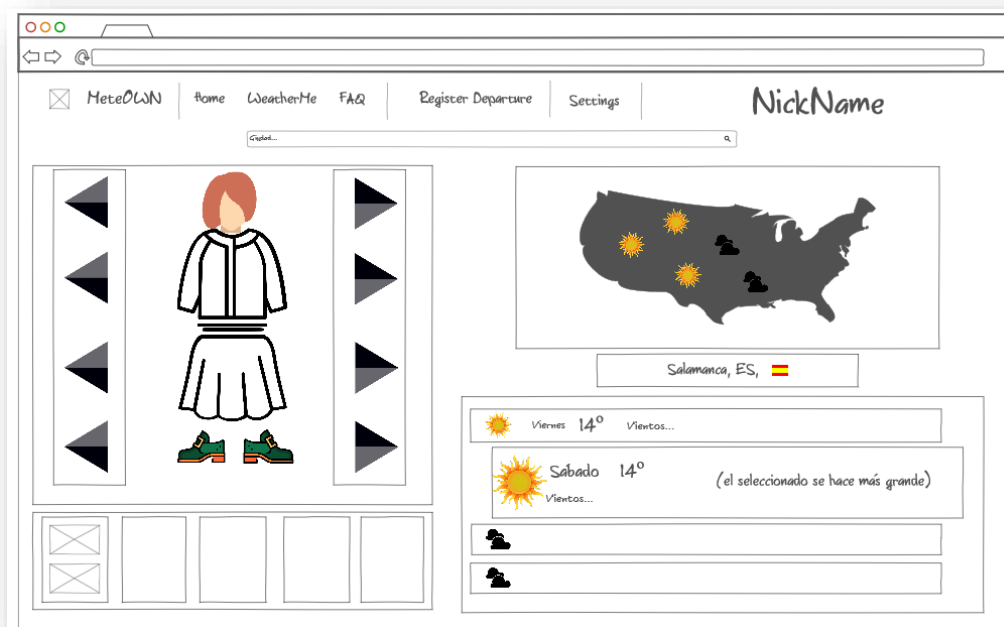 MeteOWN
Home
WeatherMe
FAQ
Register Departure
Settings
NickName
Ciudad...
Salamanca, ES,
Viernes 14º Vientos...
Sábado 14º
(el seleccionado se hace más grande)
Vientos...